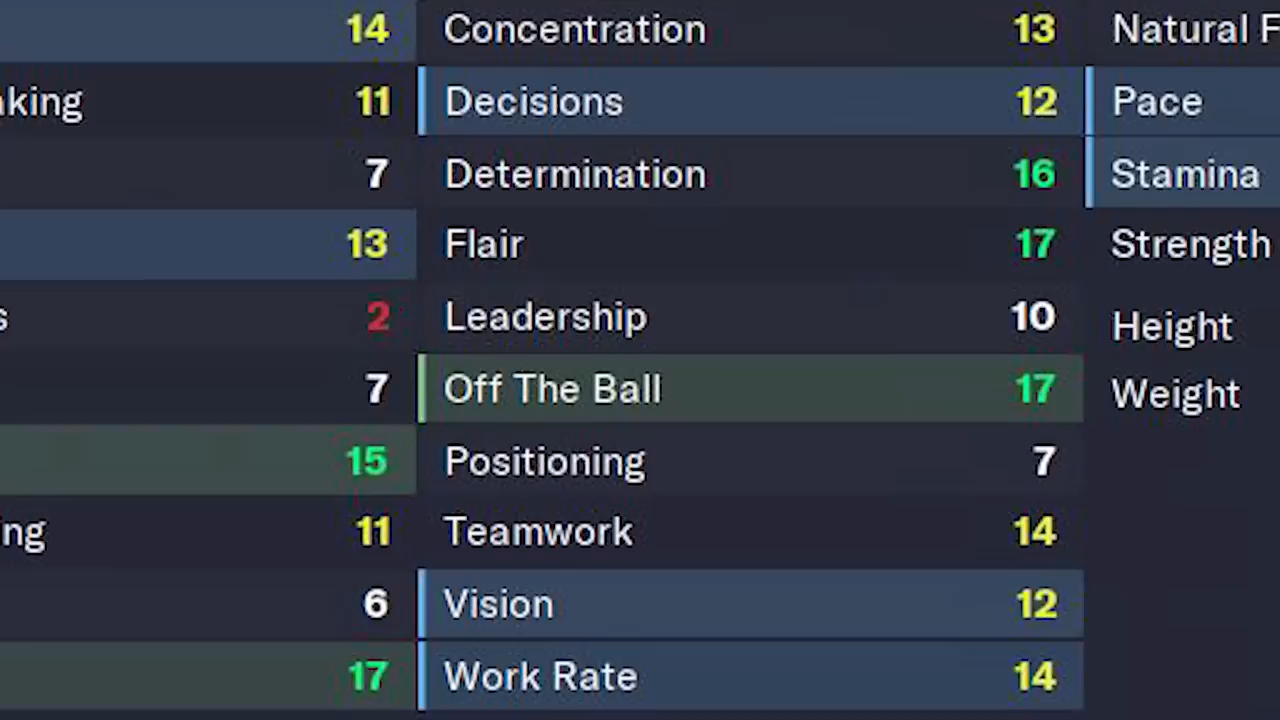 14 Concentration 13 Natural F
aking 11 Decisions 12 Pace
7 Determination 16 Stamina
13 Flair 17 Strength
s 2 Leadership 10 Height
7 Off The Ball 17 Weight
15 Positioning 7
ing 11 Teamwork 14
6 Vision 12
17 Work Rate 14